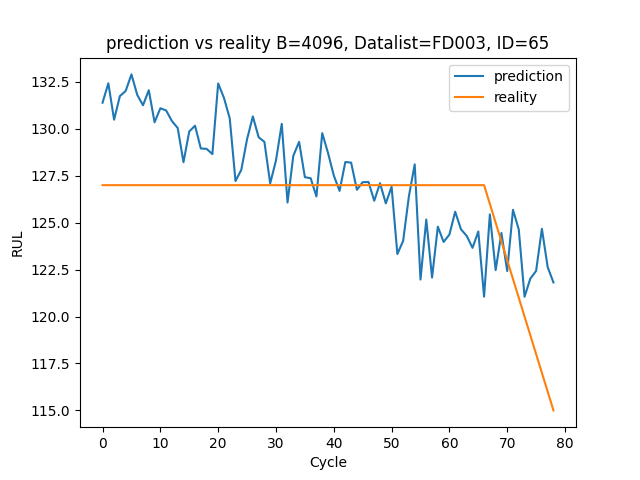 prediction vs reality B=4096, Datalist=FD003, ID=65
prediction
reality
132.5
130.0
127.5
125.0
122.5
120.0
117.5
115.0
RUL
0 10 20 30 40 50 60 70 80
Cycle